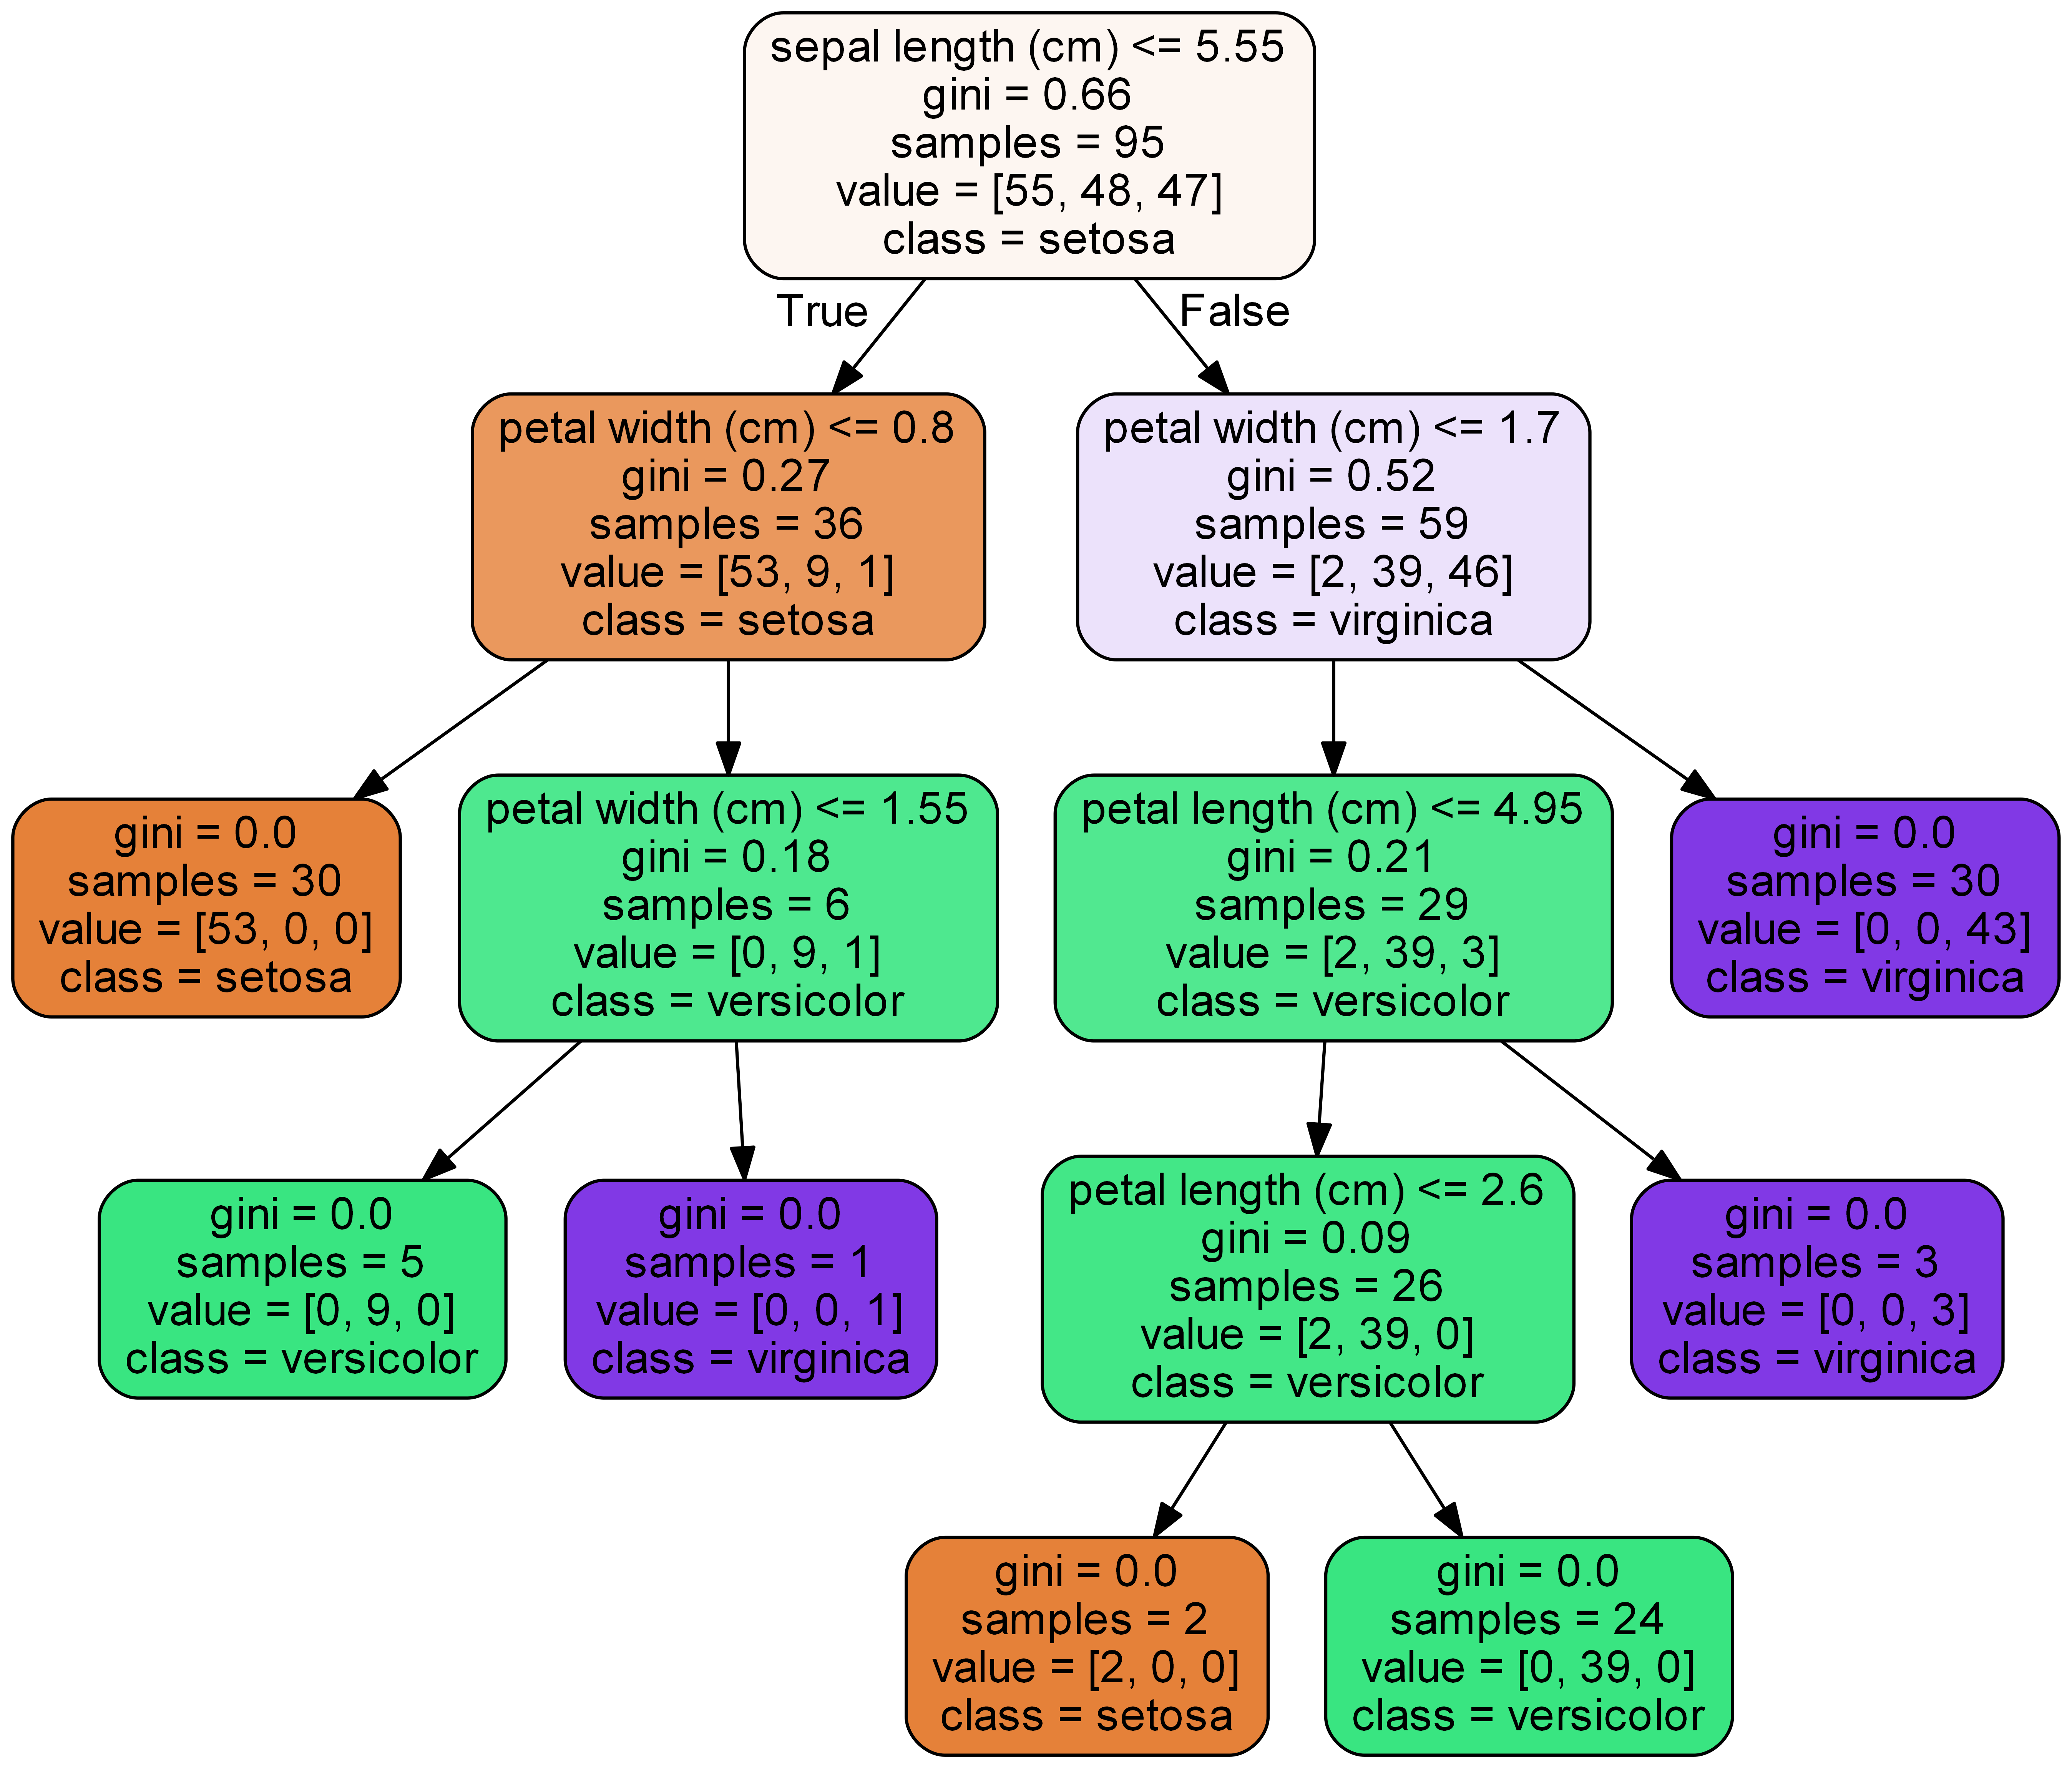 sepal length (cm) <= 5.55
gini = 0.66
samples = 95
value = [55, 48, 47]
class = setosa
True
False
petal width (cm) <= 0.8
gini = 0.27
samples = 36
value = [53, 9, 1]
class = setosa
petal width (cm) <= 1.7
gini = 0.52
samples = 59
value = [2, 39, 46]
class = virginica
gini = 0.0
samples = 30
value = [53, 0, 0]
class = setosa
petal width (cm) <= 1.55
gini = 0.18
samples = 6
value = [0, 9, 1]
class = versicolor
petal length (cm) <= 4.95
gini = 0.21
samples = 29
value = [2, 39, 3]
class = versicolor
gini = 0.0
samples = 30
value = [0, 0, 43]
class = virginica
gini = 0.0
samples = 5
value = [0, 9, 0]
class = versicolor
gini = 0.0
samples = 1
value = [0, 0, 1]
class = virginica
petal length (cm) <= 2.6
gini = 0.09
samples = 26
value = [2, 39, 0]
class = versicolor
gini = 0.0
samples = 3
value = [0, 0, 3]
class = virginica
gini = 0.0
samples = 2
value = [2, 0, 0]
class = setosa
gini = 0.0
samples = 24
value = [0, 39, 0]
class = versicolor